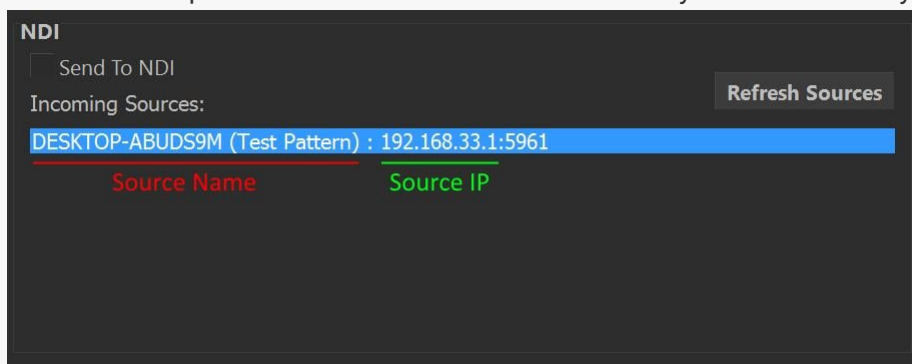 NDI
Send To NDI
Refresh Sources
Incoming Sources:
DESKTOP-ABUDS9M (Test Pattern) : 192.168.33.1:5961
Source Name Source IP